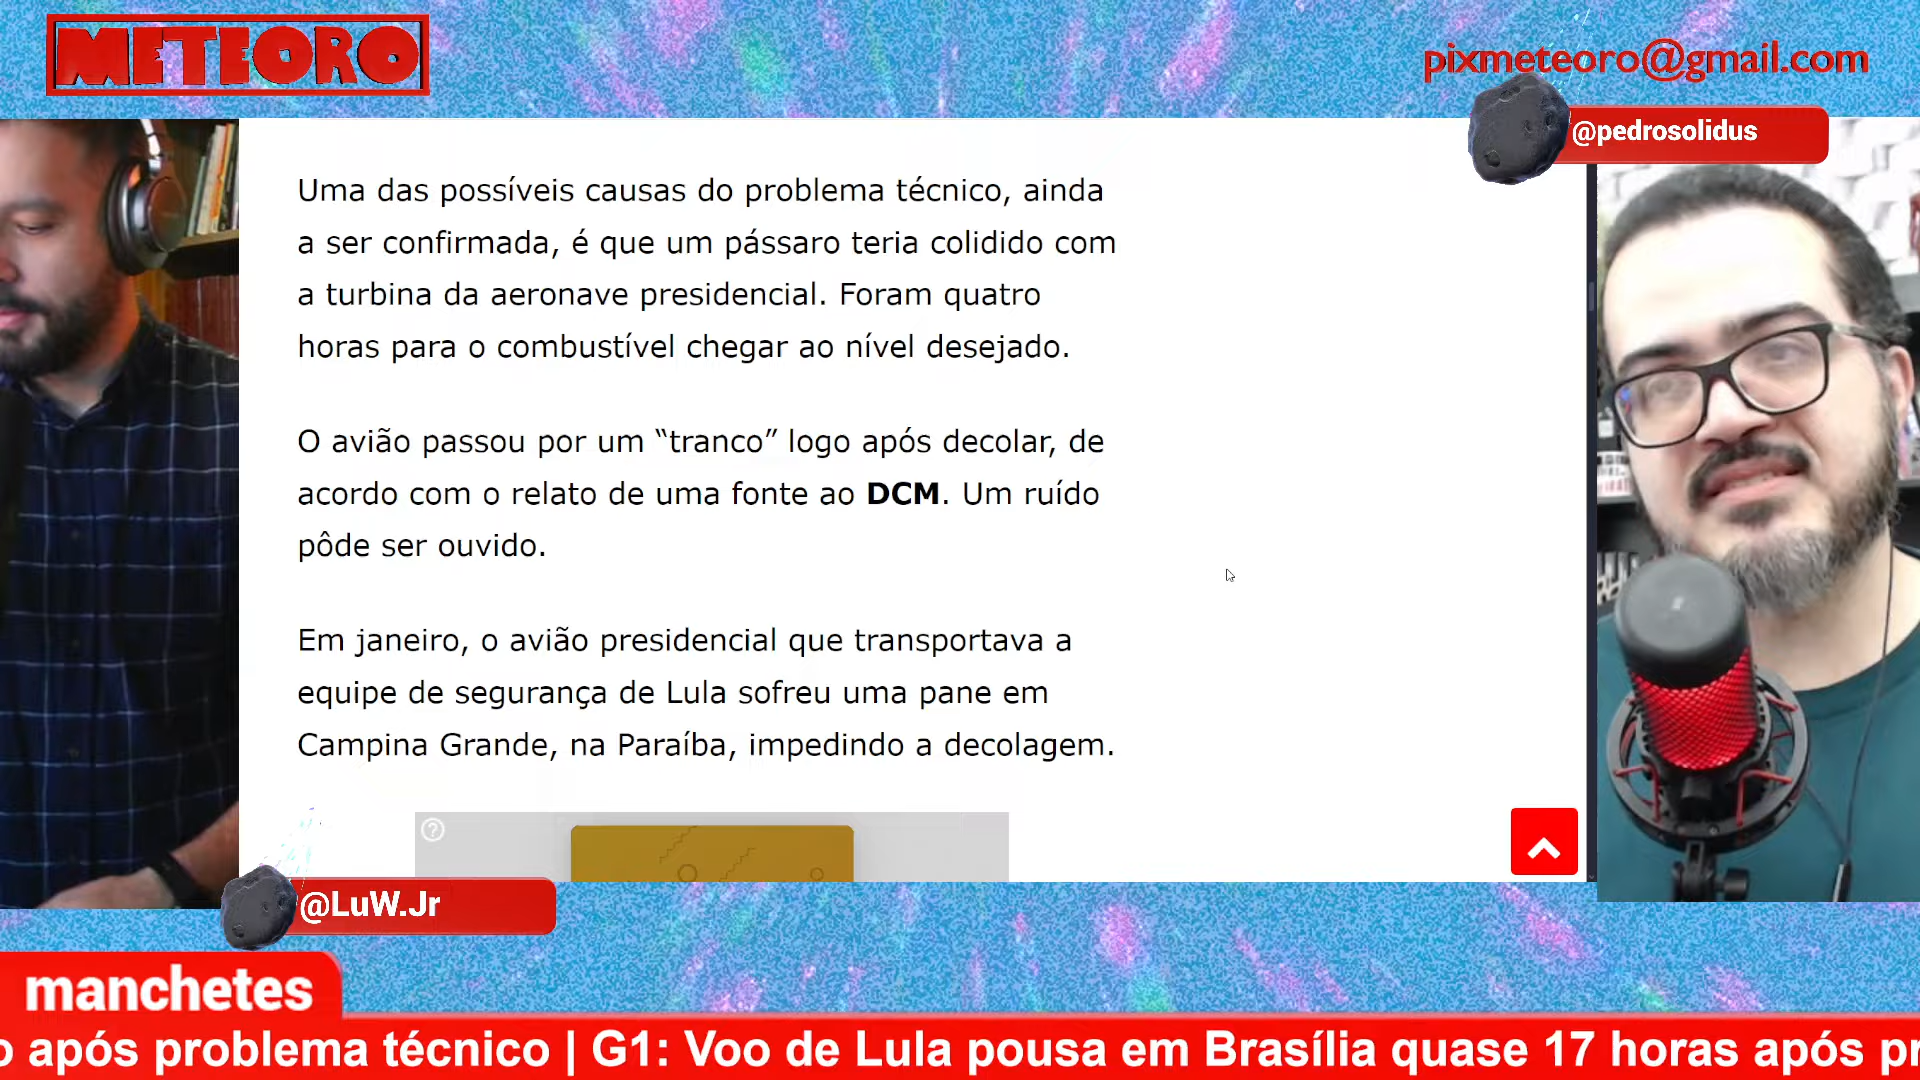 METEORO
pixmeteoro@gmail.com
@pedrosolidus
Uma das possíveis causas do problema técnico, ainda
a ser confirmada, é que um pássaro teria colidido com
a turbina da aeronave presidencial. Foram quatro
horas para o combustível chegar ao nível desejado.
O avião passou por um “tranco” logo após decolar, de
acordo com o relato de uma fonte ao DCM. Um ruído
pôde ser ouvido.
Em janeiro, o avião presidencial que transportava a
equipe de segurança de Lula sofreu uma pane em
Campina Grande, na Paraíba, impedindo a decolagem.
@LuW.Jr
manchetes
o após problema técnico | G1: Voo de Lula pousa em Brasília quase 17 horas após pr